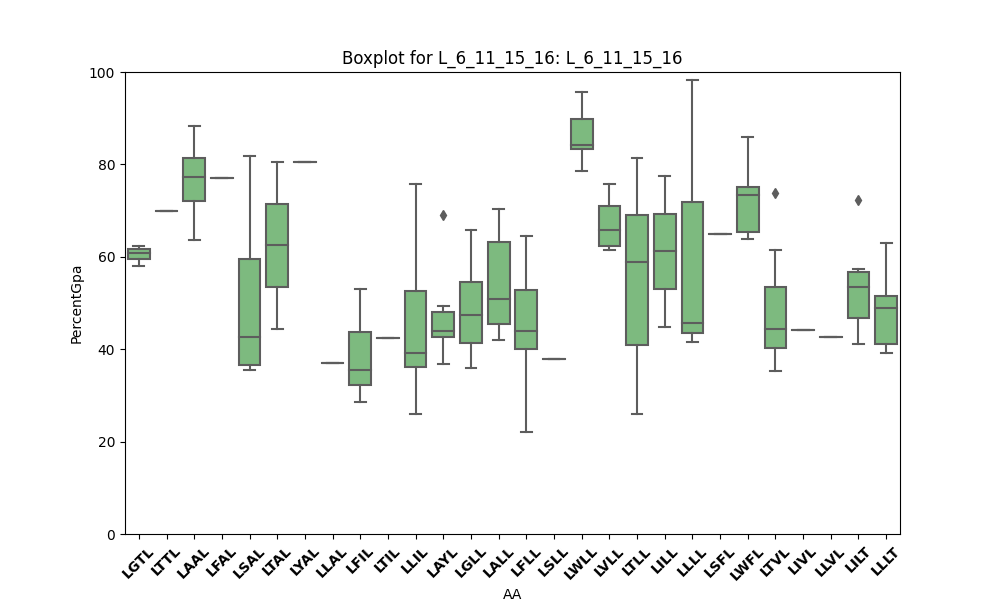 Boxplot for L_6_11_15_16: L_6_11_15_16
PercentGpa
100
80
60
40
20
0
LGTL LTTL LAAL LFAL LSAL LTAL LYAL LLAL LFIL LTIL LLIL LAYL LGLL LALL LFLL LSLL LWLL LVLL LTLL LILL LLLL LSFL LWFL LTVL LIVL LLVL LILT LLLT
AA